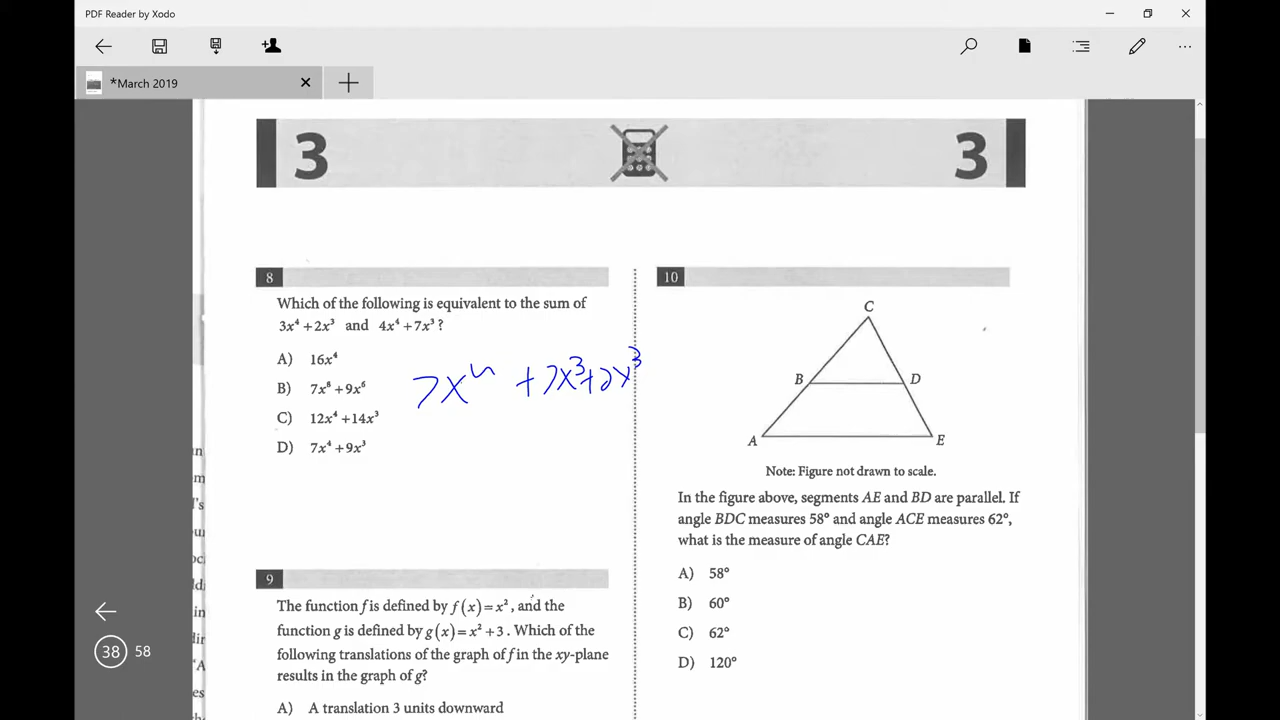 PDF Reader by Xodo
*March 2019
3
3
8
Which of the following is equivalent to the sum of
3x⁴ + 2x³ and 4x⁴ + 7x³?
A) 16x⁴
B) 7x⁸ + 9x⁶
C) 12x⁴ + 14x³
D) 7x⁴ + 9x³
7x⁴ + 7x³ + 2x³
9
The function f is defined by f(x) = x², and the
function g is defined by g(x) = x² + 3. Which of the
following translations of the graph of f in the xy-plane
results in the graph of g?
A) A translation 3 units downward
10
C
B
D
A
E
Note: Figure not drawn to scale.
In the figure above, segments AE and BD are parallel. If
angle BDC measures 58° and angle ACE measures 62°,
what is the measure of angle CAE?
A) 58°
B) 60°
C) 62°
D) 120°
38 58